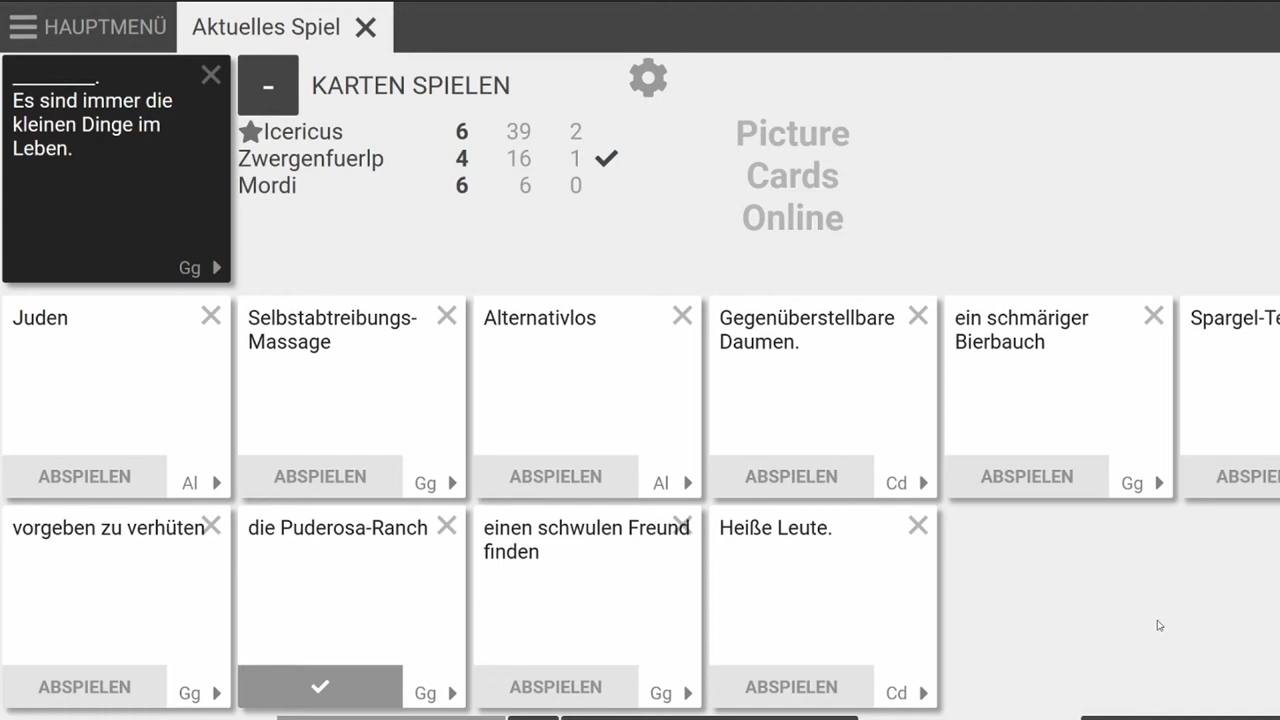 HAUPTMENÜ
Aktuelles Spiel
________.
Es sind immer die
kleinen Dinge im
Leben.
Gg
-
KARTEN SPIELEN
Icericus 6 39 2
Zwergenfuerlp 4 16 1
Mordi 6 6 0
Picture
Cards
Online
Juden
ABSPIELEN
Al
Selbstabtreibungs-
Massage
ABSPIELEN
Gg
Alternativlos
ABSPIELEN
Al
Gegenüberstellbare
Daumen.
ABSPIELEN
Cd
ein schmäriger
Bierbauch
ABSPIELEN
Gg
Spargel-Te
ABSPIE
vorgeben zu verhüten
ABSPIELEN
Gg
die Puderosa-Ranch
Gg
einen schwulen Freund
finden
ABSPIELEN
Gg
Heiße Leute.
ABSPIELEN
Cd